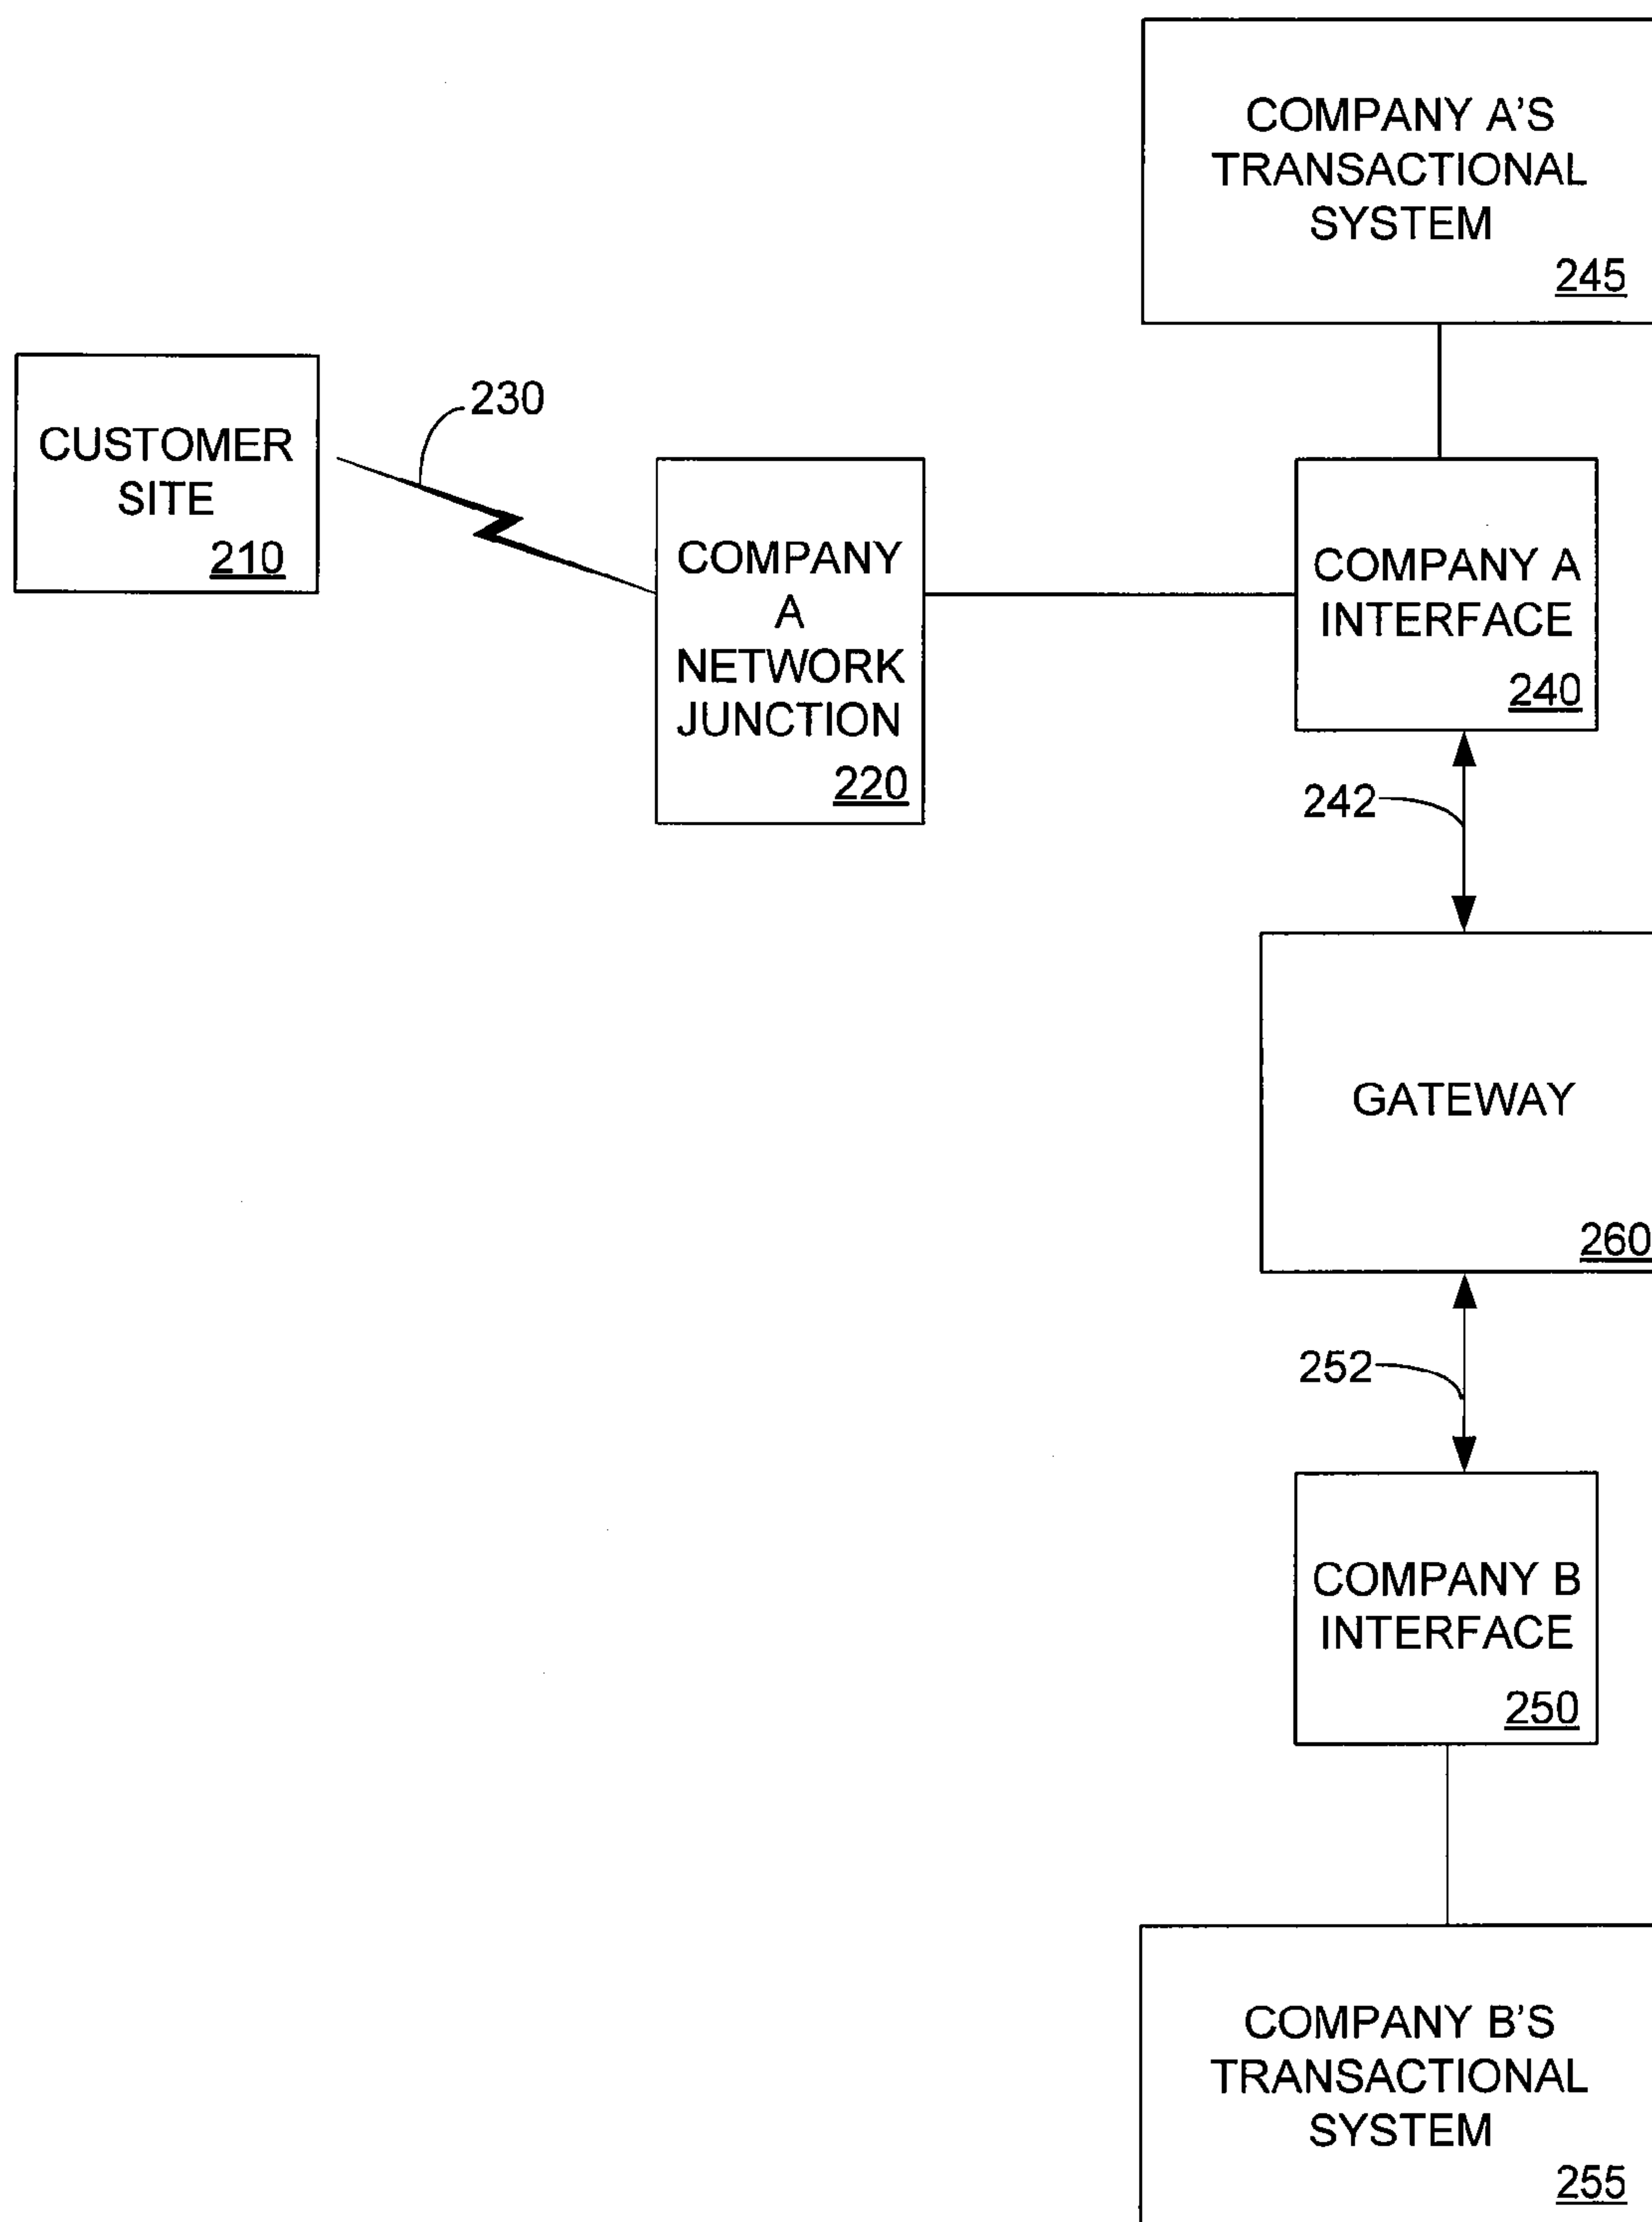 COMPANY A'S
TRANSACTIONAL
SYSTEM
245
CUSTOMER
SITE
210
230
COMPANY
A
NETWORK
JUNCTION
220
COMPANY A
INTERFACE
240
242
GATEWAY
260
252
COMPANY B
INTERFACE
250
COMPANY B'S
TRANSACTIONAL
SYSTEM
255